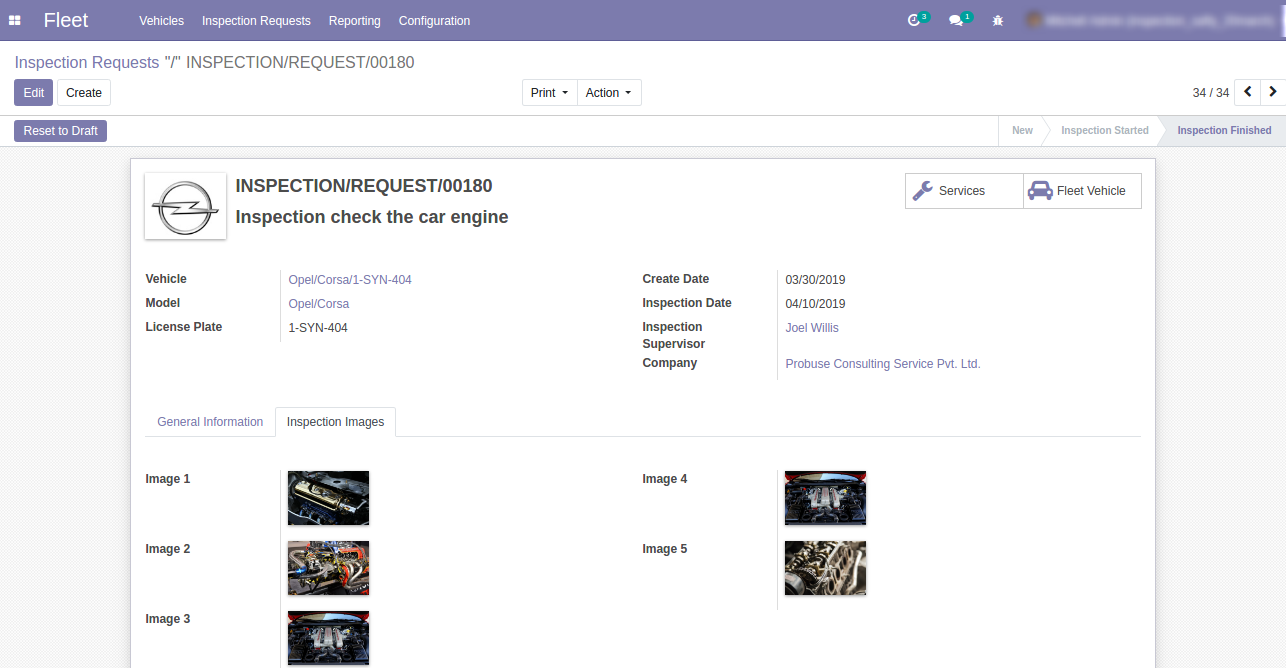 Fleet Vehicles Inspection Requests Reporting Configuration 3 1
Inspection Requests "/" INSPECTION/REQUEST/00180
Edit Create Print Action 34 / 34
Reset to Draft New Inspection Started Inspection Finished
INSPECTION/REQUEST/00180
Inspection check the car engine
Services Fleet Vehicle
Vehicle Opel/Corsa/1-SYN-404
Model Opel/Corsa
License Plate 1-SYN-404
Create Date 03/30/2019
Inspection Date 04/10/2019
Inspection Supervisor Joel Willis
Company Probuse Consulting Service Pvt. Ltd.
General Information Inspection Images
Image 1
Image 2
Image 3
Image 4
Image 5